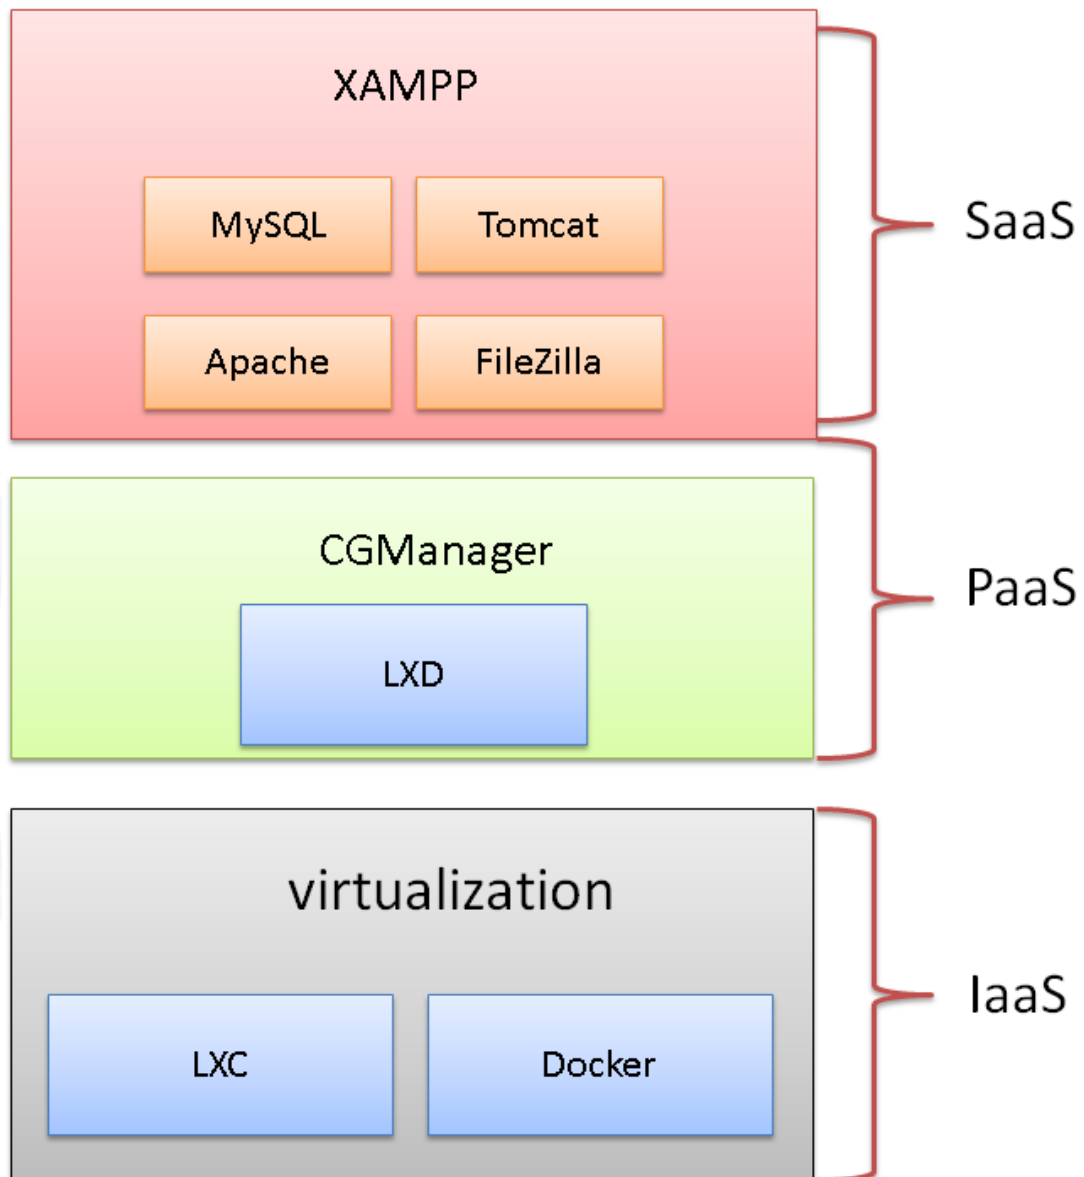 XAMPP
MySQL
Tomcat
Apache
FileZilla
SaaS
CGManager
LXD
PaaS
virtualization
LXC
Docker
IaaS